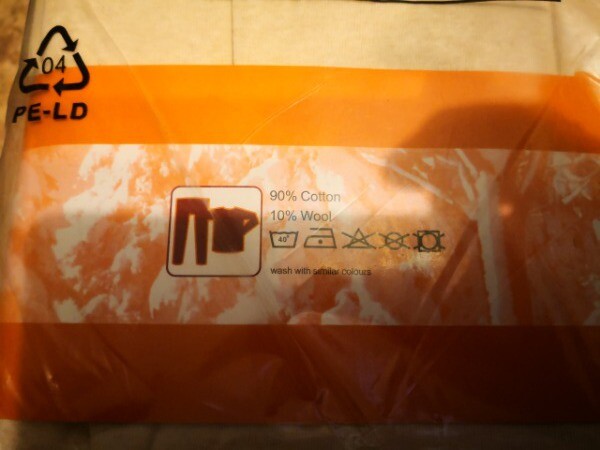 04
PE-LD
90% Cotton
10% Wool
40°
wash with similar colours